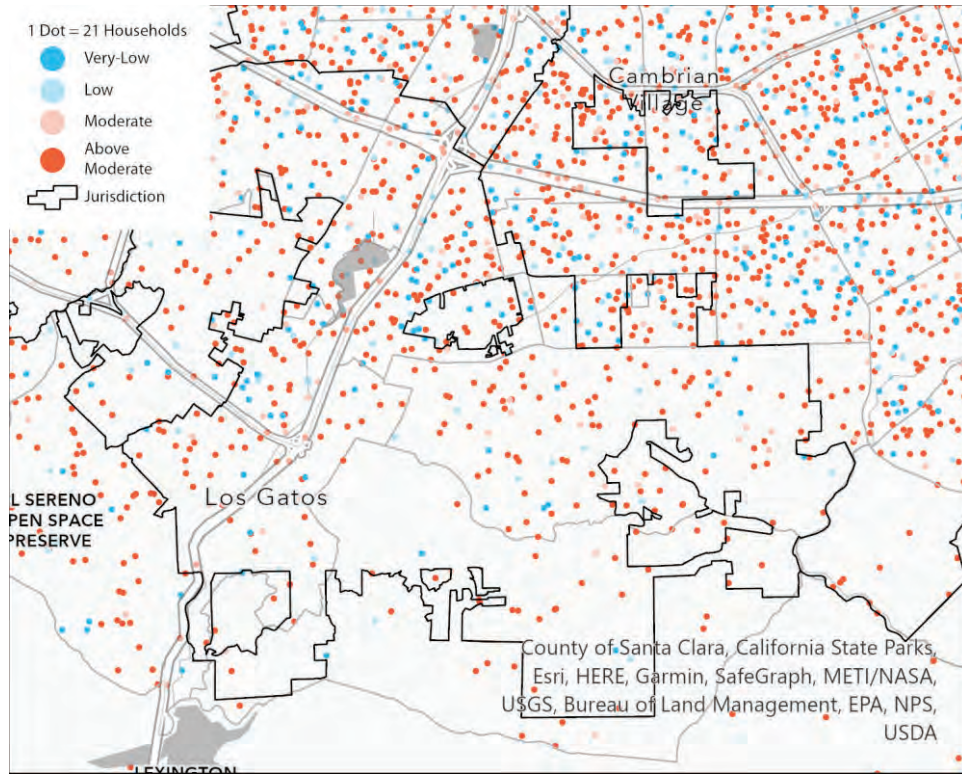 1 Dot = 21 Households
Very-Low
Low
Moderate
Above
Moderate
Jurisdiction
Cambrian
Village
Los Gatos
L SERENO
PEN SPACE
PRESERVE
County of Santa Clara, California State Parks,
Esri, HERE, Garmin, SafeGraph, METI/NASA,
USGS, Bureau of Land Management, EPA, NPS,
USDA
LEXINGTON